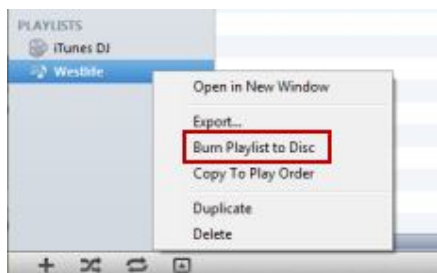 PLAYLISTS
iTunes DJ
Westlife
Open in New Window
Export...
Burn Playlist to Disc
Copy To Play Order
Duplicate
Delete